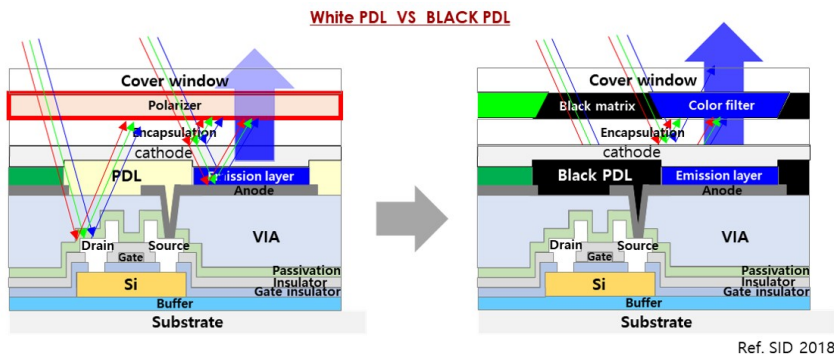 White PDL VS BLACK PDL
Cover window
Polarizer
Encapsulation
cathode
PDL
Emission layer
Anode
VIA
Drain
Source
Gate
Passivation
Insulator
Si
Gate insulator
Buffer
Substrate
Cover window
Black matrix
Color filter
Encapsulation
cathode
Black PDL
Emission layer
Anode
VIA
Drain
Source
Gate
Passivation
Insulator
Si
Gate insulator
Buffer
Substrate
Ref. SID 2018